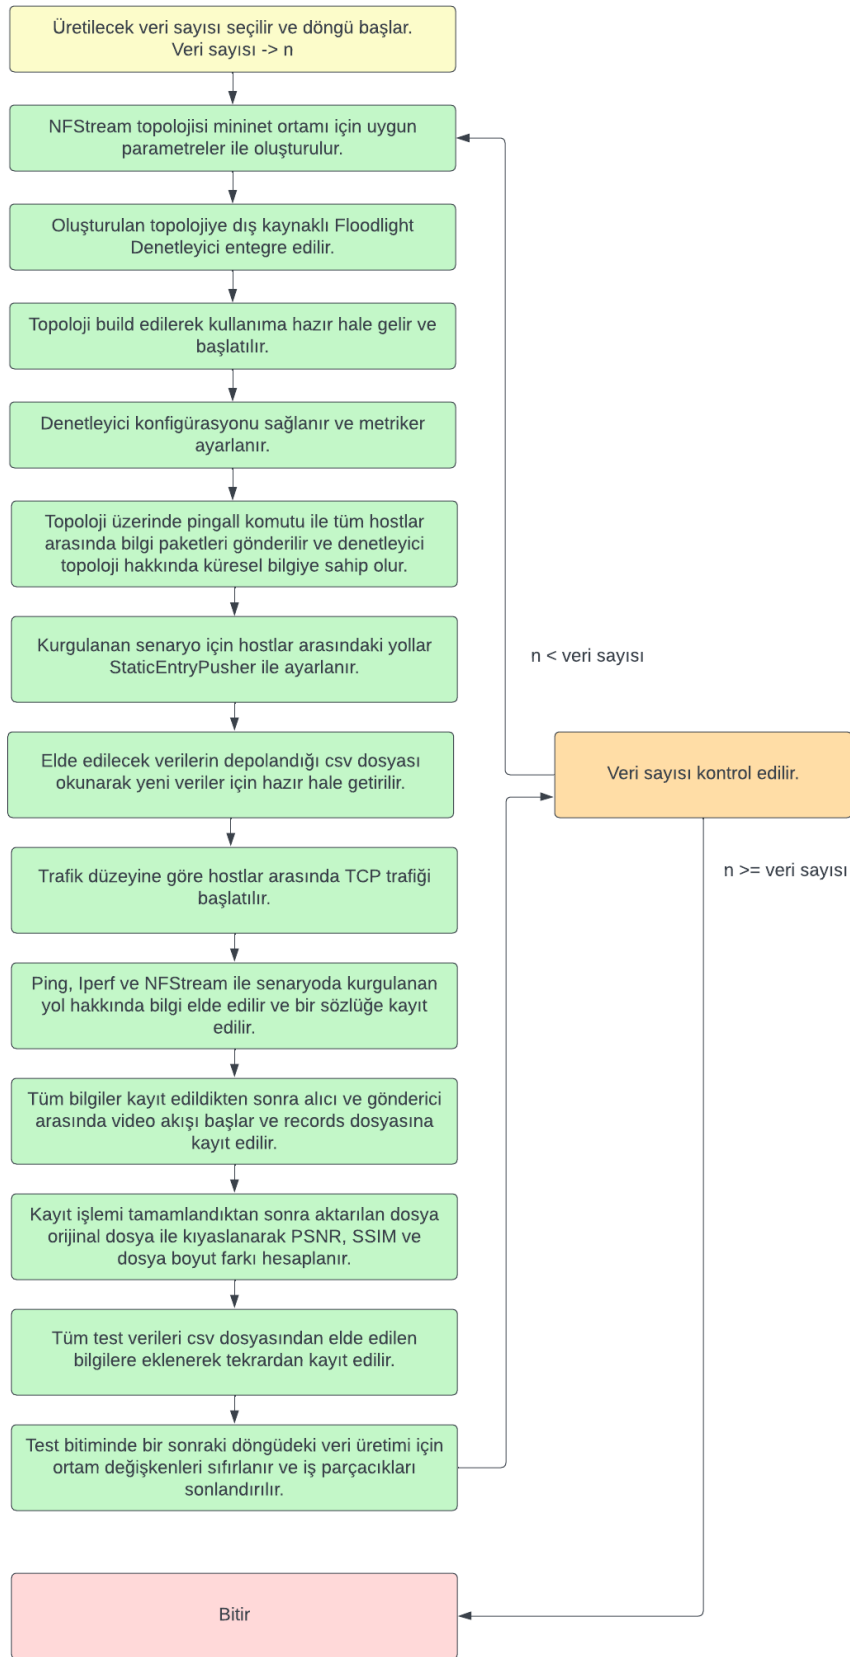 Üretilecek veri sayısı seçilir ve döngü başlar.
Veri sayısı -> n
NFStream topolojisi mininet ortamı için uygun
parametreler ile oluşturulur.
Oluşturulan topolojiye dış kaynaklı Floodlight
Denetleyici entegre edilir.
Topoloji build edilerek kullanıma hazır hale gelir ve
başlatılır.
Denetleyici konfigürasyonu sağlanır ve metriker
ayarlanır.
Topoloji üzerinde pingall komutu ile tüm hostlar
arasında bilgi paketleri gönderilir ve denetleyici
topoloji hakkında küresel bilgiye sahip olur.
Kurgulanan senaryo için hostlar arasındaki yollar
StaticEntryPusher ile ayarlanır.
n < veri sayısı
Elde edilecek verilerin depolandığı csv dosyası
okunarak yeni veriler için hazır hale getirilir.
Veri sayısı kontrol edilir.
n >= veri sayısı
Trafik düzeyine göre hostlar arasında TCP trafiği
başlatılır.
Ping, Iperf ve NFStream ile senaryoda kurgulanan
yol hakkında bilgi elde edilir ve bir sözlüğe kayıt
edilir.
Tüm bilgiler kayıt edildikten sonra alıcı ve gönderici
arasında video akışı başlar ve records dosyasına
kayıt edilir.
Kayıt işlemi tamamlandıktan sonra aktarılan dosya
orijinal dosya ile kıyaslanarak PSNR, SSIM ve
dosya boyut farkı hesaplanır.
Tüm test verileri csv dosyasından elde edilen
bilgilere eklenerek tekrardan kayıt edilir.
Test bitiminde bir sonraki döngüdeki veri üretimi için
ortam değişkenleri sıfırlanır ve iş parçacıkları
sonlandırılır.
Bitir